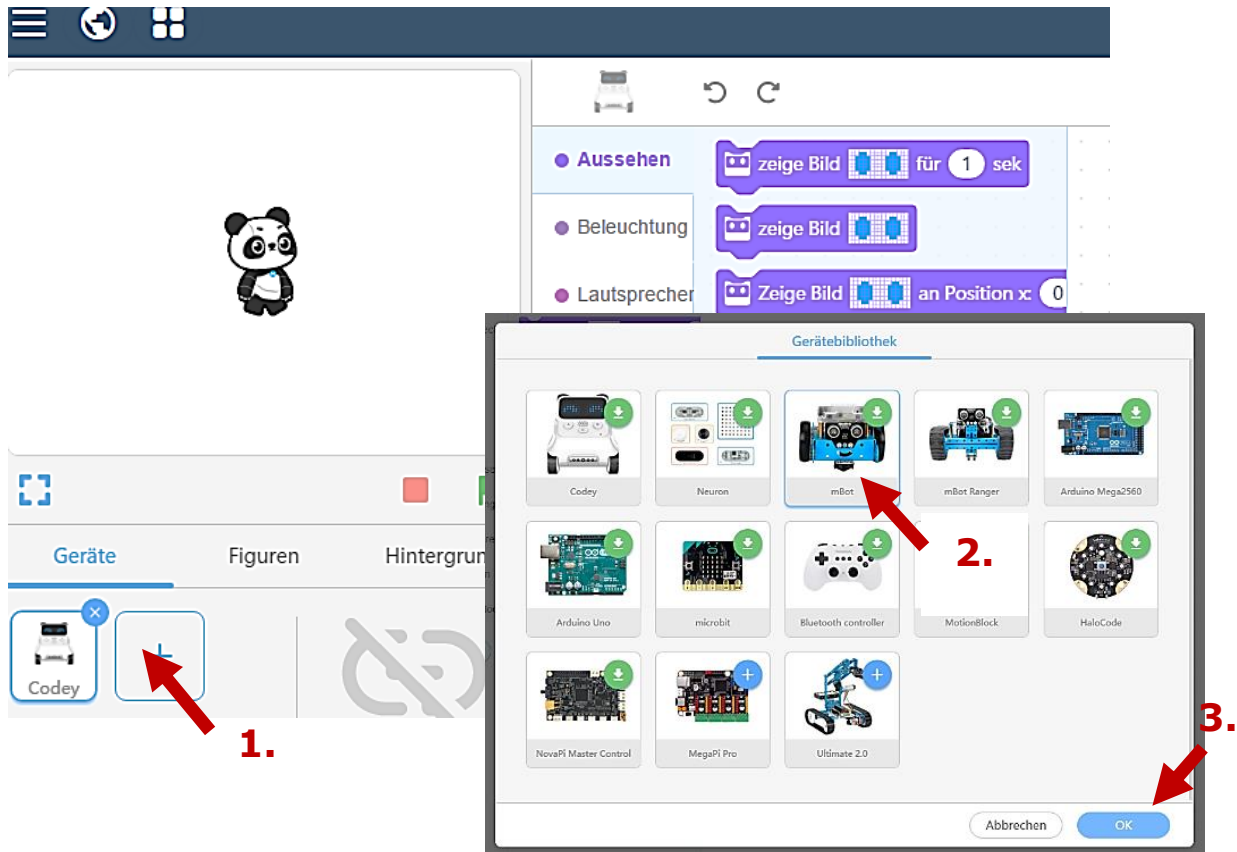 Aussehen
zeige Bild für 1 sek
Beleuchtung
zeige Bild
Lautsprecher
Zeige Bild an Position x: 0
Geräte
Figuren
Hintergrun
Codey
1.
Gerätebibliothek
Codey
Neuron
mBot
mBot Ranger
Arduino Mega2560
2.
Arduino Uno
microbit
Bluetooth controller
MotionBlock
HaloCode
NovaPi Master Control
MegaPi Pro
Ultimate 2.0
3.
Abbrechen
OK